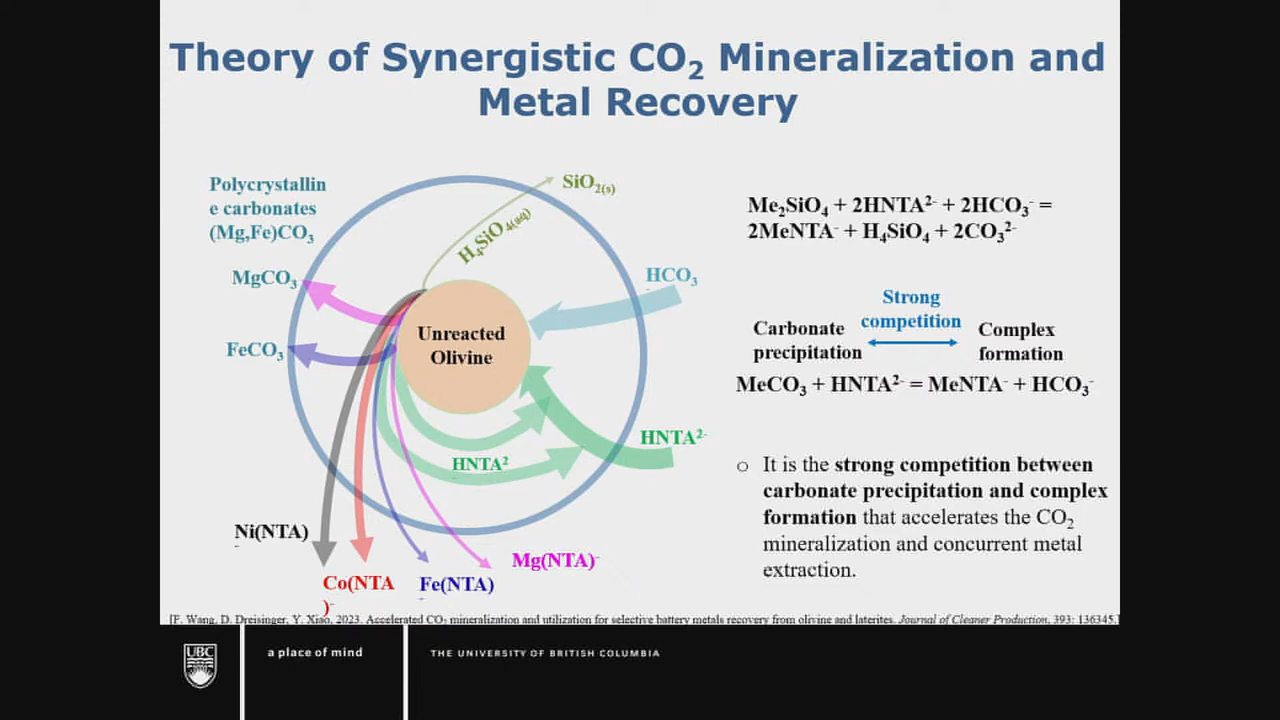 Theory of Synergistic CO₂ Mineralization and
Metal Recovery
Polycrystallin
e carbonates
(Mg,Fe)CO₃
MgCO₃
FeCO₃
SiO₂₍ₛ₎
H₄SiO₄₍ₐq₎
HCO₃
-
Unreacted
Olivine
HNTA²⁻
HNTA²
-
Ni(NTA)
-
Co(NTA
)⁻
Fe(NTA)
-
Mg(NTA)⁻
Me₂SiO₄ + 2HNTA²⁻ + 2HCO₃⁻ =
2MeNTA⁻ + H₄SiO₄ + 2CO₃²⁻
Strong
competition
Carbonate
precipitation
Complex
formation
MeCO₃ + HNTA²⁻ = MeNTA⁻ + HCO₃⁻
○ It is the strong competition between
carbonate precipitation and complex
formation that accelerates the CO₂
mineralization and concurrent metal
extraction.
[F. Wang, D. Dreisinger, Y. Xiao, 2023. Accelerated CO₂ mineralization and utilization for selective battery metals recovery from olivine and laterites. Journal of Cleaner Production, 393: 136345.]
UBC
a place of mind
THE UNIVERSITY OF BRITISH COLUMBIA